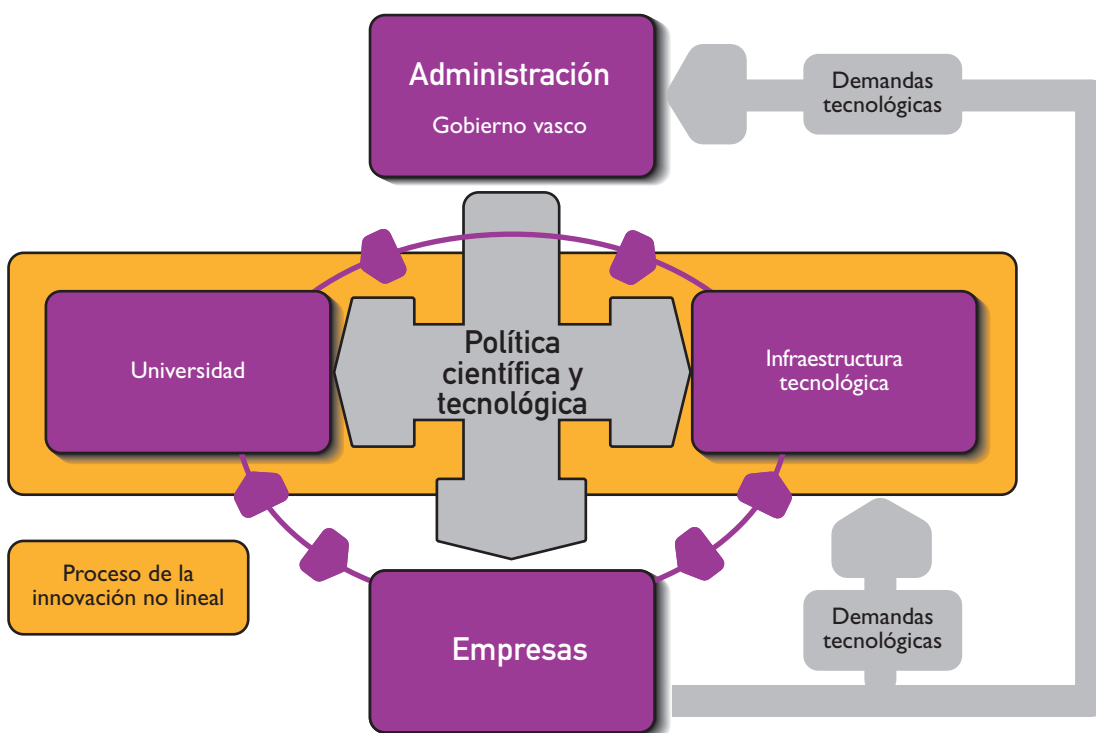 Administración
Gobierno vasco
Demandas
tecnológicas
Universidad
Política
científica y
tecnológica
Infraestructura
tecnológica
Proceso de la
innovación no lineal
Empresas
Demandas
tecnológicas